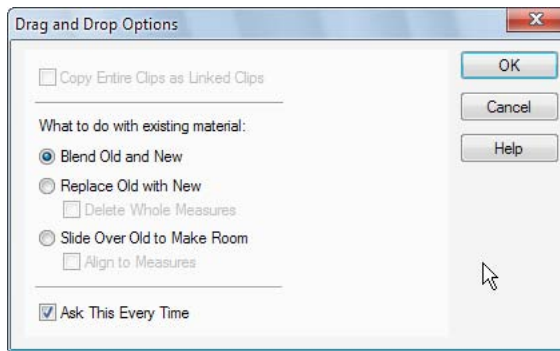 Drag and Drop Options
Copy Entire Clips as Linked Clips
What to do with existing material:
Blend Old and New
Replace Old with New
Delete Whole Measures
Slide Over Old to Make Room
Align to Measures
Ask This Every Time
OK
Cancel
Help